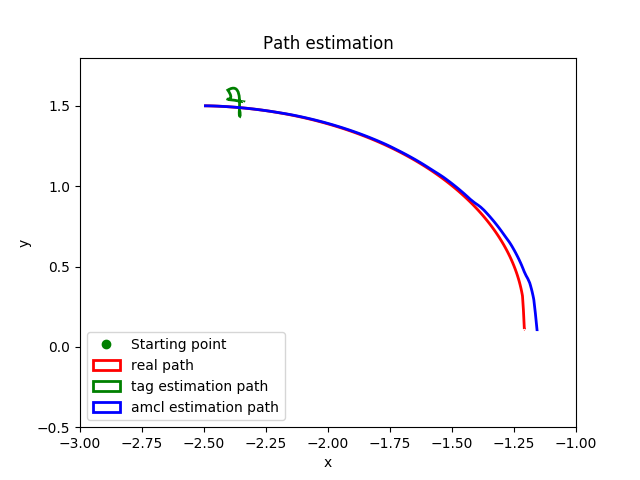 Path estimation
y
1.5
1.0
0.5
0.0
−0.5
Starting point
real path
tag estimation path
amcl estimation path
−3.00 −2.75 −2.50 −2.25 −2.00 −1.75 −1.50 −1.25 −1.00
x